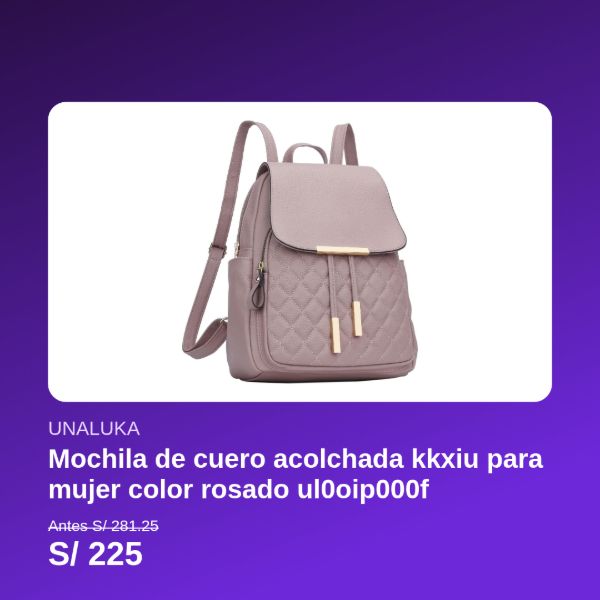 UNALUKA
Mochila de cuero acolchada kkxiu para
mujer color rosado ul0oip000f
Antes S/ 281.25
S/ 225